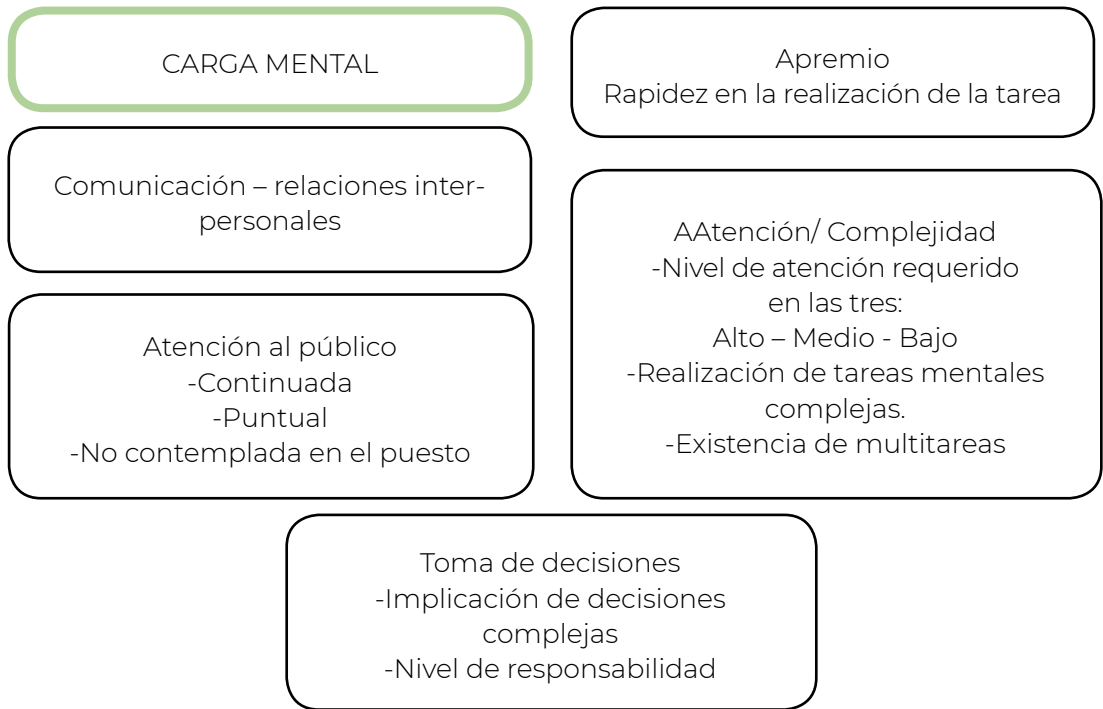 CARGA MENTAL
Apremio
Rapidez en la realización de la tarea
Comunicación – relaciones inter-
personales
AAtención/ Complejidad
-Nivel de atención requerido
en las tres:
Alto – Medio - Bajo
-Realización de tareas mentales
complejas.
-Existencia de multitareas
Atención al público
-Continuada
-Puntual
-No contemplada en el puesto
Toma de decisiones
-Implicación de decisiones
complejas
-Nivel de responsabilidad